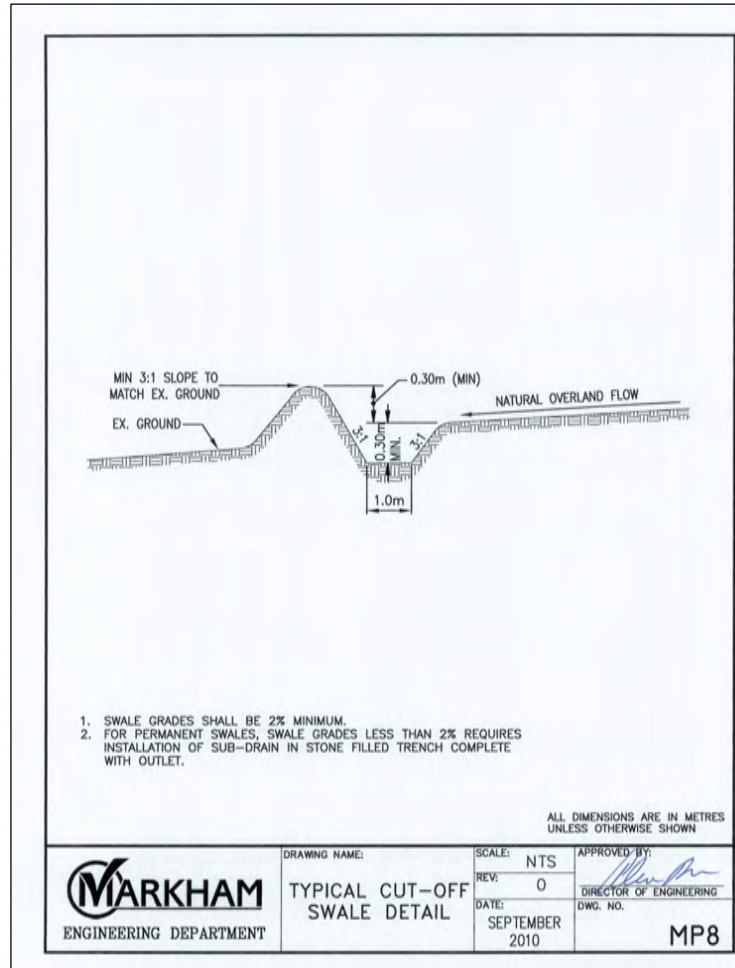 MIN 3:1 SLOPE TO
MATCH EX. GROUND
0.30m (MIN)
NATURAL OVERLAND FLOW
EX. GROUND
3:1
0.30m
MIN.
3:1
1.0m
1. SWALE GRADES SHALL BE 2% MINIMUM.
2. FOR PERMANENT SWALES, SWALE GRADES LESS THAN 2% REQUIRES
INSTALLATION OF SUB-DRAIN IN STONE FILLED TRENCH COMPLETE
WITH OUTLET.
ALL DIMENSIONS ARE IN METRES
UNLESS OTHERWISE SHOWN
MARKHAM
ENGINEERING DEPARTMENT
DRAWING NAME:
TYPICAL CUT-OFF
SWALE DETAIL
SCALE: NTS
REV: 0
DATE:
SEPTEMBER
2010
APPROVED BY:
DIRECTOR OF ENGINEERING
DWG. NO.
MP8